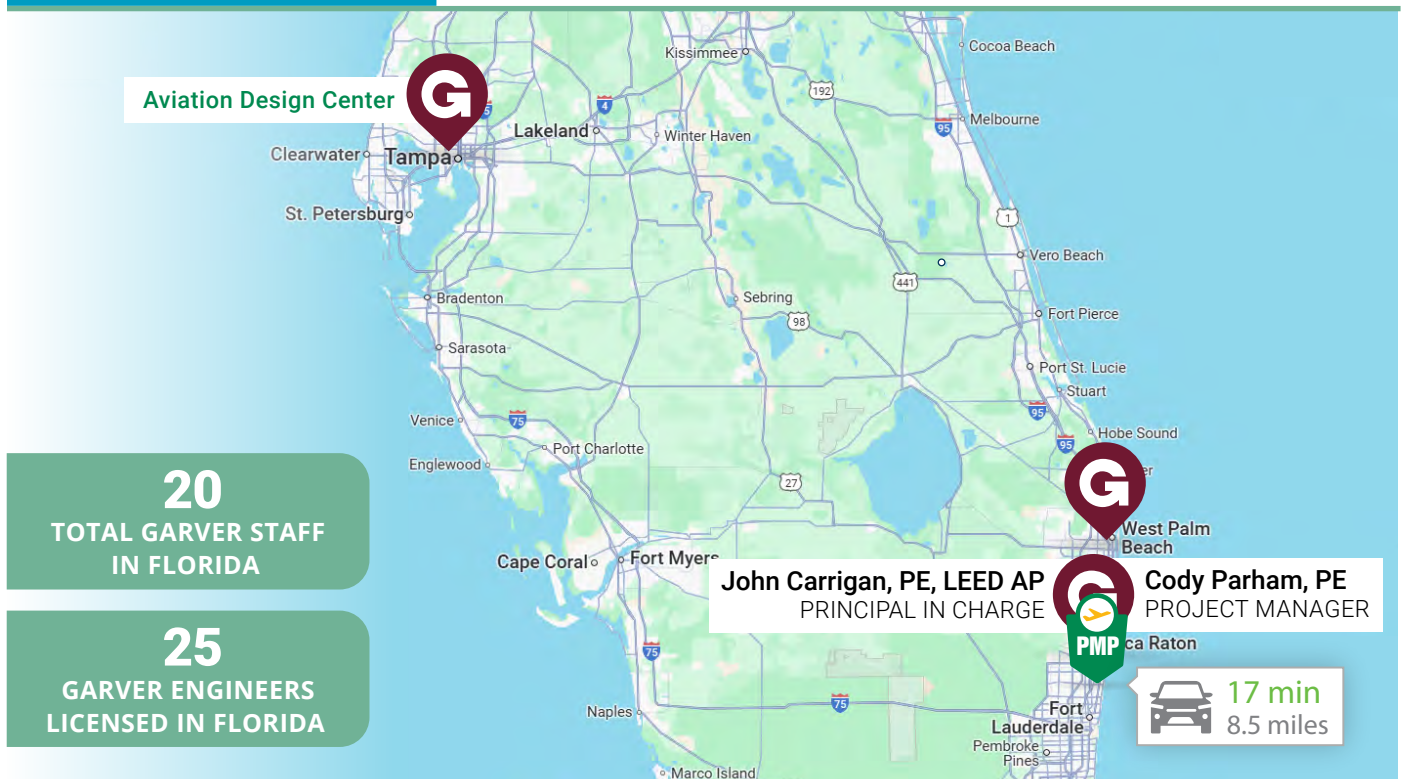 Kissimmee
Cocoa Beach
192
Aviation Design Center
G
4
95
Melbourne
Lakeland
Winter Haven
Clearwater
Tampa
St. Petersburg
1
Vero Beach
441
Bradenton
Sebring
98
Fort Pierce
Sarasota
Port St. Lucie
Stuart
95
Venice
75
Hobe Sound
95
Port Charlotte
Englewood
G
27
20
TOTAL GARVER STAFF
IN FLORIDA
West Palm
Beach
Cape Coral
Fort Myers
John Carrigan, PE, LEED AP
PRINCIPAL IN CHARGE
G
Cody Parham, PE
PROJECT MANAGER
PMP
ca Raton
25
GARVER ENGINEERS
LICENSED IN FLORIDA
75
75
17 min
8.5 miles
Naples
Fort
Lauderdale
Pembroke
Pines
Marco Island